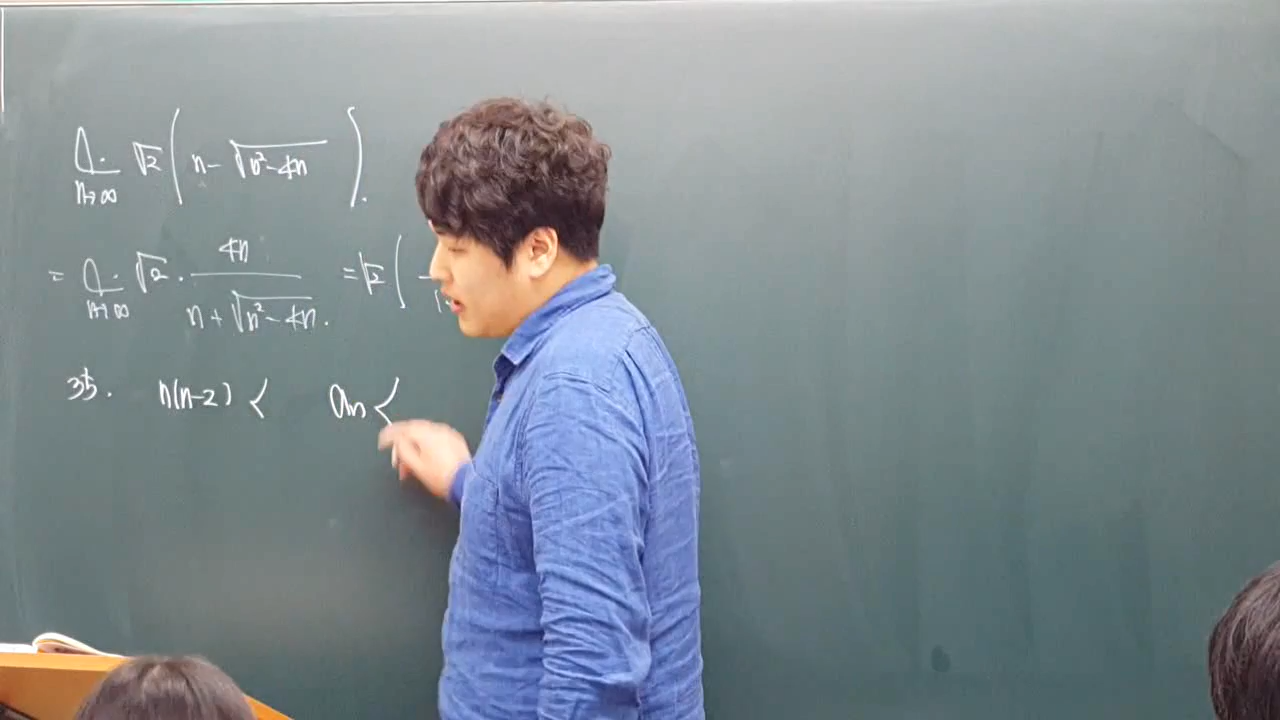 lim n→∞ √2 ( n - √(n²-4n) ).
= lim n→∞ √2 · 4n / (n + √(n²-4n)). = √2 (
35. n(n-2) < an <